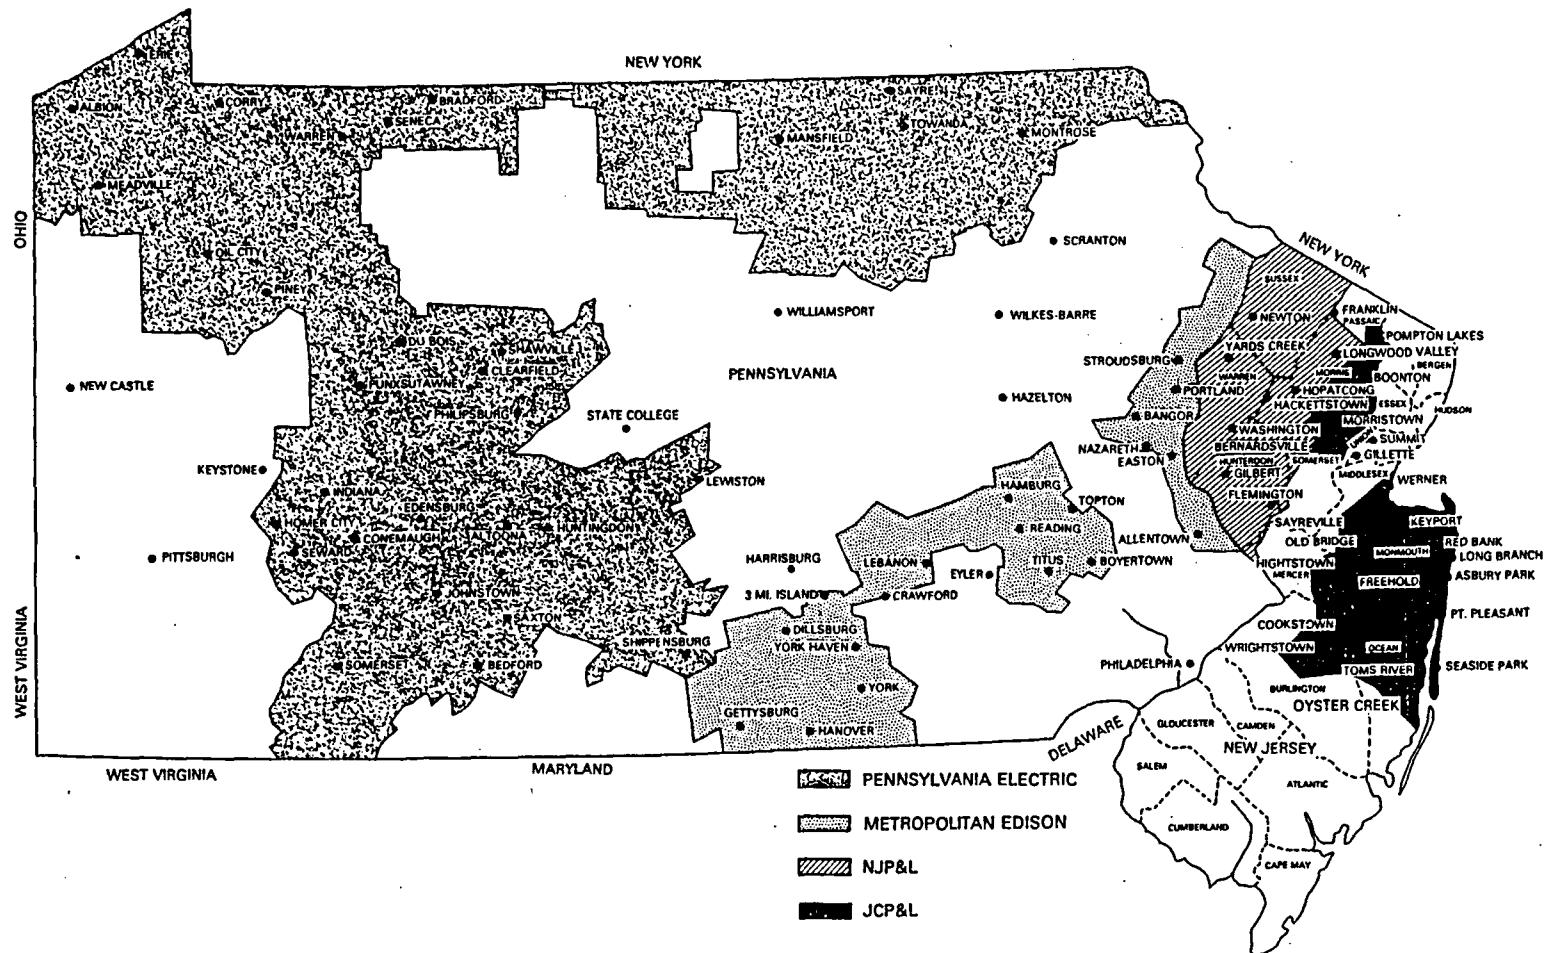 NEW YORK
ERIE
ALBION
CORRY
BRADFORD
SENECA
WARREN
SAYRE
TOWANDA
MANSFIELD
MONTROSE
MEADVILLE
OHIO
OIL CITY
PINEY
SCRANTON
NEW YORK
SUSSEX
WILLIAMSPORT
WILKES-BARRE
NEWTON
FRANKLIN
PASSAIC
POMPTON LAKES
DU BOIS
SHAWVILLE
CLEARFIELD
STROUDSBURG
YARDS CREEK
LONGWOOD VALLEY
BERGEN
NEW CASTLE
PUNXSUTAWNEY
PENNSYLVANIA
WARREN
MORRIS
BOONTON
PORTLAND
HOPATCONG
PHILIPSBURG
STATE COLLEGE
HAZELTON
HACKETTSTOWN
ESSEX
HUDSON
BANGOR
MORRISTOWN
WASHINGTON
UNION
SUMMIT
BERNARDSVILLE
NAZARETH
EASTON
GILLETTE
HUNTERDON
SOMERSET
KEYSTONE
GILBERT
MIDDLESEX
WERNER
LEWISTON
INDIANA
HAMBURG
TOPTON
FLEMINGTON
EDENSBURG
HOMER CITY
CONEMAUGH
ALTOONA
HUNTINGDON
READING
SAYREVILLE
KEYPORT
ALLENTOWN
OLD BRIDGE
RED BANK
SEWARD
PITTSBURGH
HARRISBURG
LEBANON
EYLER
TITUS
BOYERTOWN
HIGHTSTOWN
MONMOUTH
LONG BRANCH
MERCER
FREEHOLD
ASBURY PARK
JOHNSTOWN
3 MI. ISLAND
CRAWFORD
SAXTON
PT. PLEASANT
COOKSTOWN
SHIPPENSBURG
DILLSBURG
YORK HAVEN
WRIGHTSTOWN
OCEAN
SOMERSET
BEDFORD
PHILADELPHIA
TOMS RIVER
SEASIDE PARK
WEST VIRGINIA
YORK
BURLINGTON
OYSTER CREEK
GETTYSBURG
HANOVER
GLOUCESTER
CAMDEN
DELAWARE
NEW JERSEY
WEST VIRGINIA
MARYLAND
SALEM
ATLANTIC
PENNSYLVANIA ELECTRIC
METROPOLITAN EDISON
CUMBERLAND
NJP&L
CAPE MAY
JCP&L